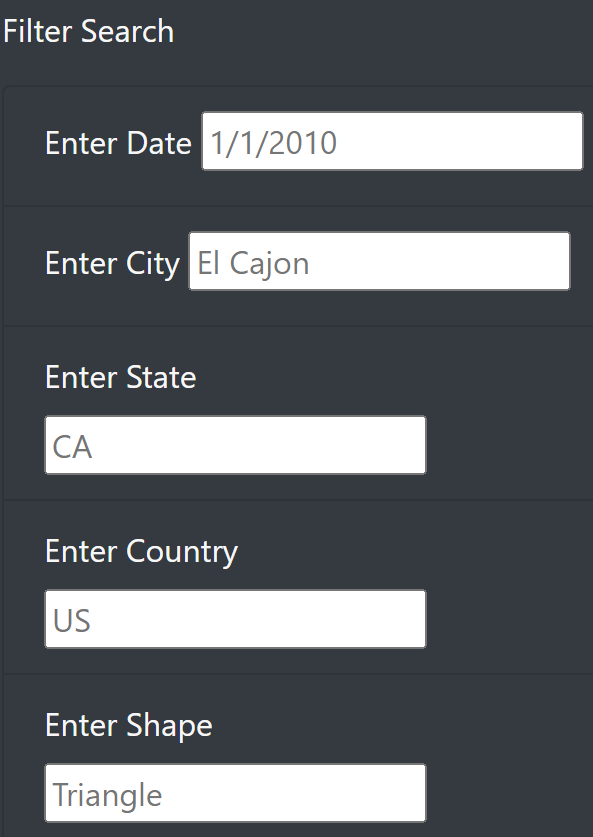 Filter Search
Enter Date 1/1/2010
Enter City El Cajon
Enter State
CA
Enter Country
US
Enter Shape
Triangle